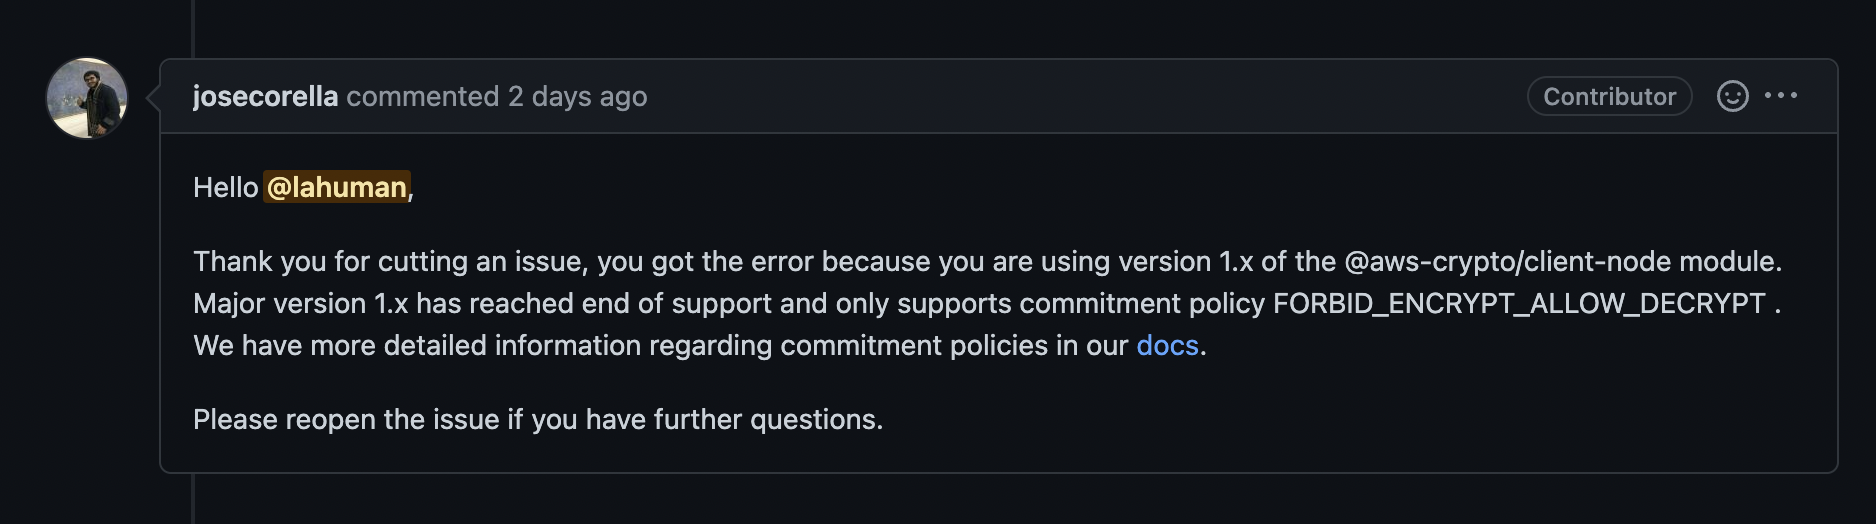 josecorella commented 2 days ago
Contributor
Hello @lahuman,
Thank you for cutting an issue, you got the error because you are using version 1.x of the @aws-crypto/client-node module.
Major version 1.x has reached end of support and only supports commitment policy FORBID_ENCRYPT_ALLOW_DECRYPT .
We have more detailed information regarding commitment policies in our docs.
Please reopen the issue if you have further questions.